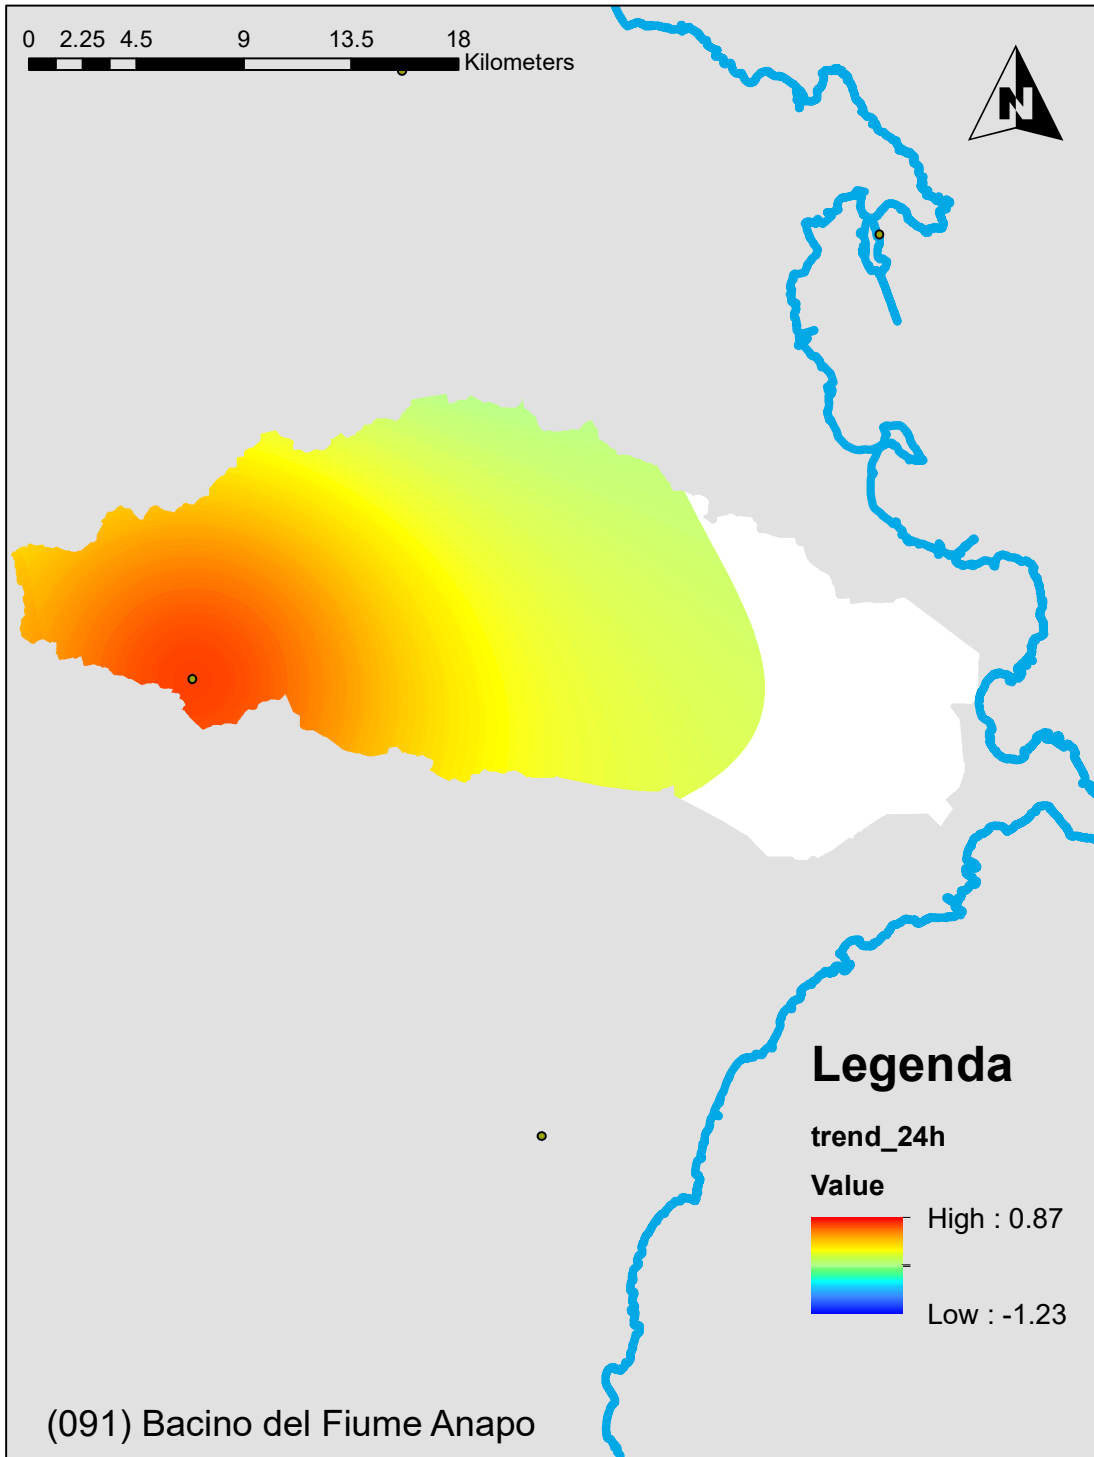 0 2.25 4.5 9 13.5 18
Kilometers
N
Legenda
trend_24h
Value
High : 0.87
Low : -1.23
(091) Bacino del Fiume Anapo